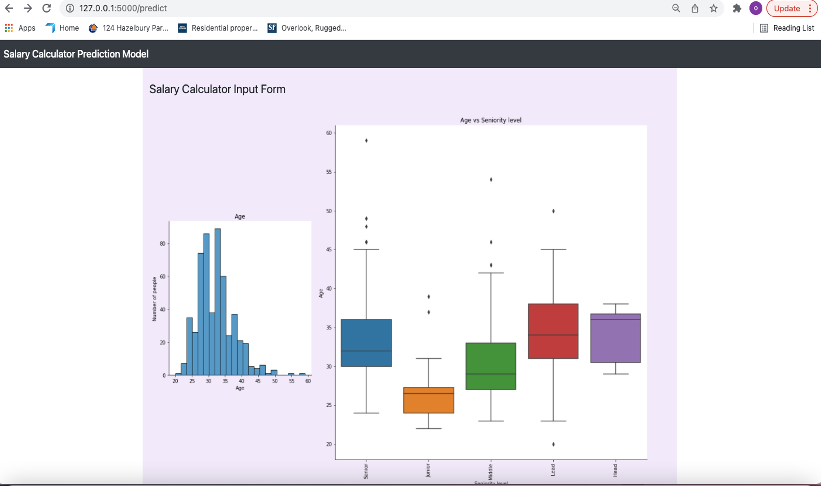 127.0.0.1:5000/predict
Update
Apps
Home
124 Hazelbury Par...
Residential proper...
SF
Overlook, Rugged...
Reading List
Salary Calculator Prediction Model
Salary Calculator Input Form
Age
Number of people
80
60
40
20
0
20 25 30 35 40 45 50 55 60
Age
Age vs Seniority level
Age
60
55
50
45
40
35
30
25
20
Senior
Junior
Middle
Lead
Head
Seniority level